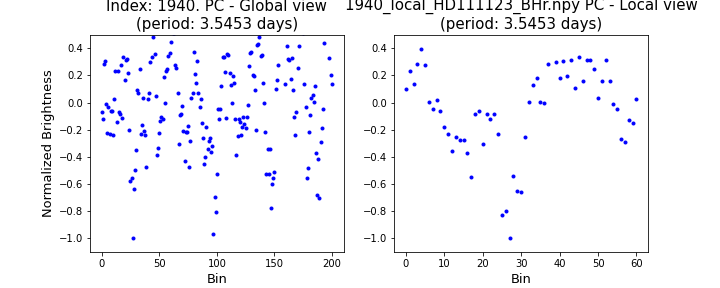 Index: 1940. PC - Global view
(period: 3.5453 days)
1940_local_HD111123_BHr.npy PC - Local view
(period: 3.5453 days)
Normalized Brightness
0.4
0.2
0.0
−0.2
−0.4
−0.6
−0.8
−1.0
0 50 100 150 200
Bin
0.4
0.2
0.0
−0.2
−0.4
−0.6
−0.8
−1.0
0 10 20 30 40 50 60
Bin